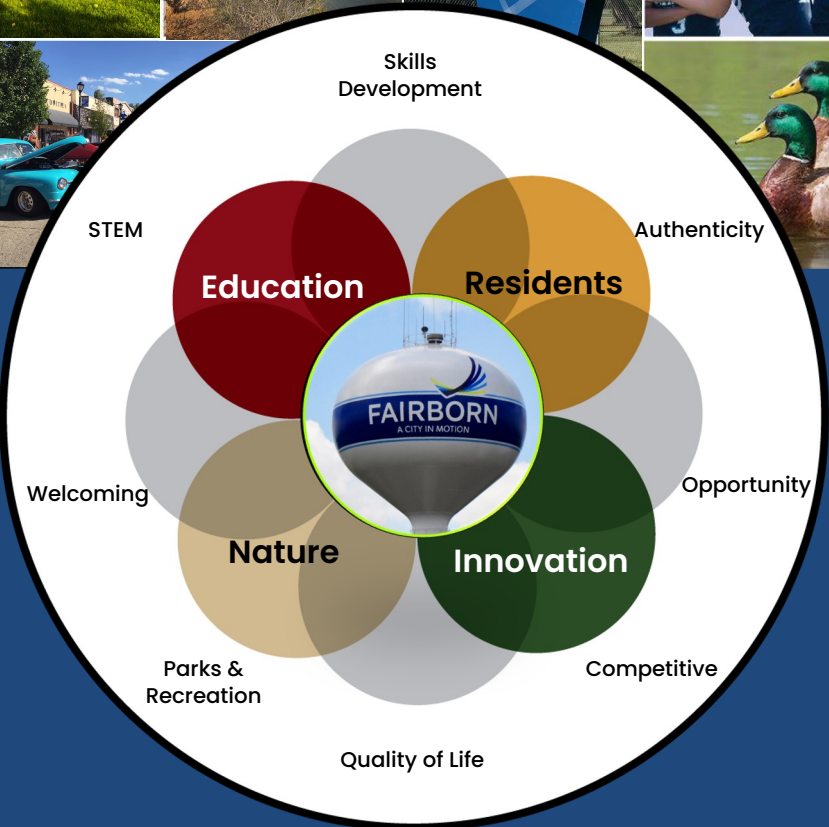 Skills
Development
STEM
Authenticity
Education
Residents
FAIRBORN
A CITY IN MOTION
Welcoming
Opportunity
Nature
Innovation
Parks &
Recreation
Competitive
Quality of Life